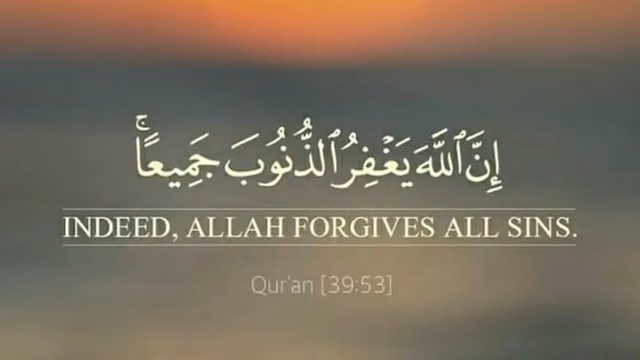 إِنَّ ٱللَّهَ يَغْفِرُ ٱلذُّنُوبَ جَمِيعًاۚ
INDEED, ALLAH FORGIVES ALL SINS.
Qur'an [39:53]